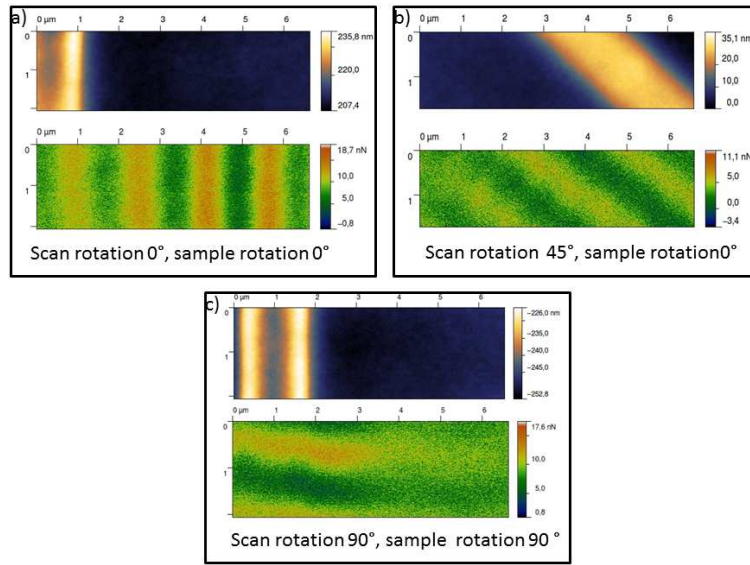 a)
0 µm 1 2 3 4 5 6
0
1
235,8 nm
220,0
207,4
0 µm 1 2 3 4 5 6
0
1
18,7 nN
10,0
5,0
-0,8
Scan rotation 0°, sample rotation 0°
b)
0 µm 1 2 3 4 5 6
0
1
35,1 nm
20,0
10,0
0,0
0 µm 1 2 3 4 5 6
0
1
11,1 nN
5,0
0,0
-3,4
Scan rotation 45°, sample rotation0°
c)
0 µm 1 2 3 4 5 6
0
1
-226,0 nm
-235,0
-240,0
-245,0
-252,8
0 µm 1 2 3 4 5 6
0
1
17,6 nN
10,0
5,0
0,8
Scan rotation 90°, sample rotation 90 °